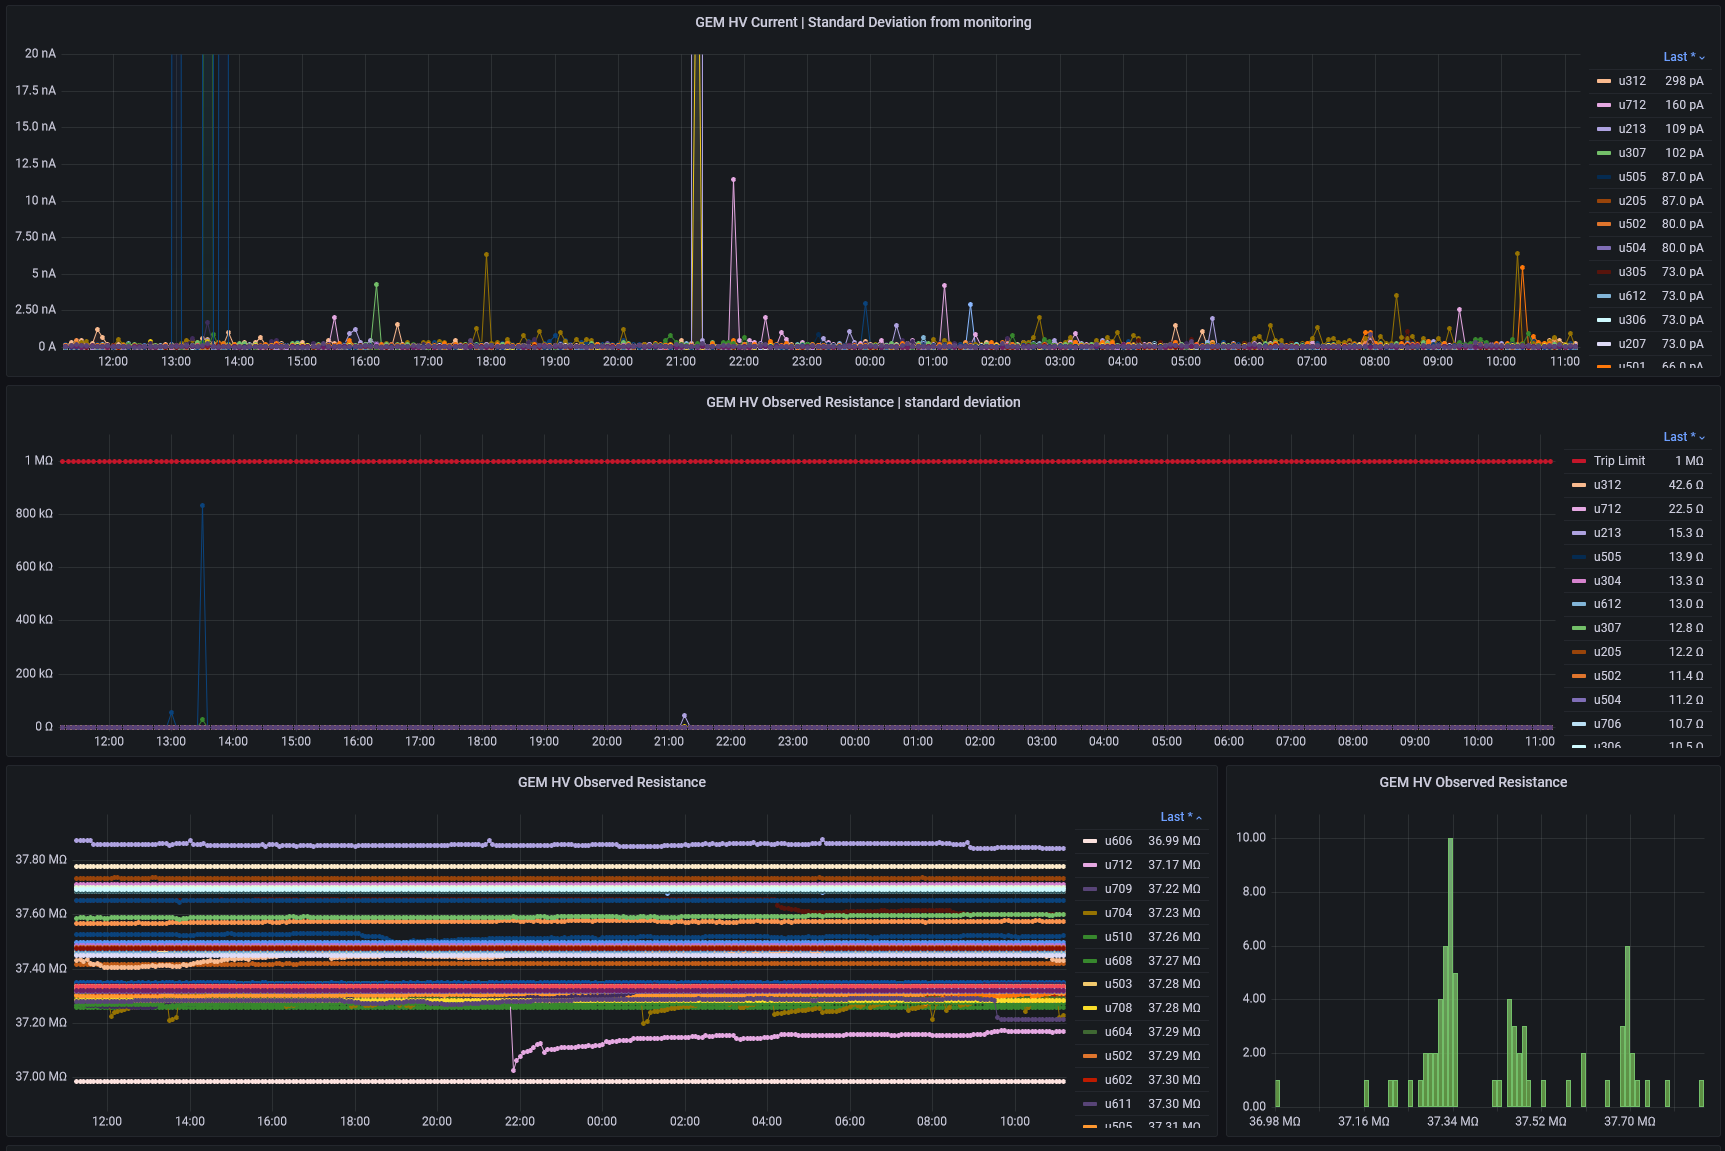 GEM HV Current | Standard Deviation from monitoring
20 nA
17.5 nA
15.0 nA
12.5 nA
10 nA
7.50 nA
5 nA
2.50 nA
0 A
12:00 13:00 14:00 15:00 16:00 17:00 18:00 19:00 20:00 21:00 22:00 23:00 00:00 01:00 02:00 03:00 04:00 05:00 06:00 07:00 08:00 09:00 10:00 11:00
Last *
u312 298 pA
u712 160 pA
u213 109 pA
u307 102 pA
u505 87.0 pA
u205 87.0 pA
u502 80.0 pA
u504 80.0 pA
u305 73.0 pA
u612 73.0 pA
u306 73.0 pA
u207 73.0 pA
u501 66.0 pA
GEM HV Observed Resistance | standard deviation
1 MΩ
800 kΩ
600 kΩ
400 kΩ
200 kΩ
0 Ω
12:00 13:00 14:00 15:00 16:00 17:00 18:00 19:00 20:00 21:00 22:00 23:00 00:00 01:00 02:00 03:00 04:00 05:00 06:00 07:00 08:00 09:00 10:00 11:00
Last *
Trip Limit 1 MΩ
u312 42.6 Ω
u712 22.5 Ω
u213 15.3 Ω
u505 13.9 Ω
u304 13.3 Ω
u612 13.0 Ω
u307 12.8 Ω
u205 12.2 Ω
u502 11.4 Ω
u504 11.2 Ω
u706 10.7 Ω
u306 10.5 Ω
GEM HV Observed Resistance
37.80 MΩ
37.60 MΩ
37.40 MΩ
37.20 MΩ
37.00 MΩ
12:00 14:00 16:00 18:00 20:00 22:00 00:00 02:00 04:00 06:00 08:00 10:00
Last *
u606 36.99 MΩ
u712 37.17 MΩ
u709 37.22 MΩ
u704 37.23 MΩ
u510 37.26 MΩ
u608 37.27 MΩ
u503 37.28 MΩ
u708 37.28 MΩ
u604 37.29 MΩ
u502 37.29 MΩ
u602 37.30 MΩ
u611 37.30 MΩ
u505 37.31 MΩ
GEM HV Observed Resistance
10.00
8.00
6.00
4.00
2.00
0.00
36.98 MΩ 37.16 MΩ 37.34 MΩ 37.52 MΩ 37.70 MΩ